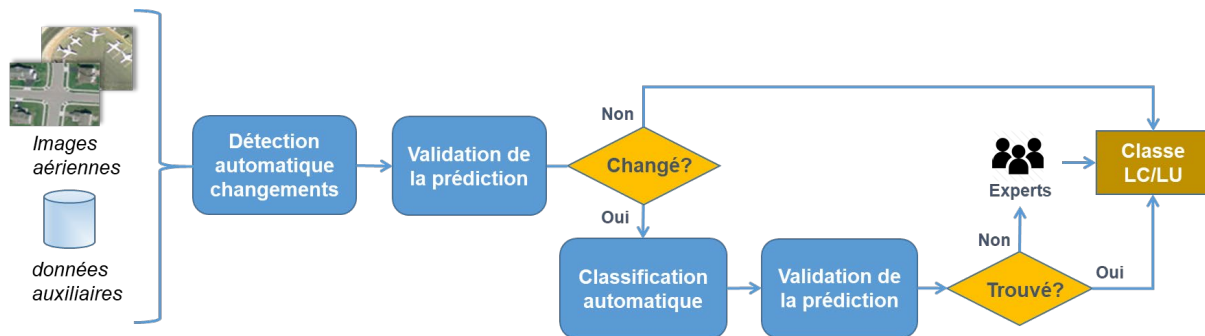 Images
aériennes
données
auxiliaires
Détection
automatique
changements
Validation de
la prédiction
Changé?
Non
Oui
Classification
automatique
Validation de
la prédiction
Trouvé?
Non
Oui
Experts
Classe
LC/LU